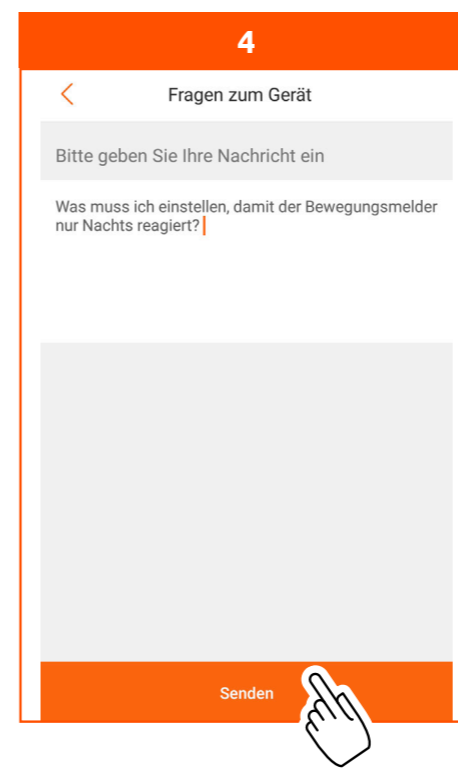 4
Fragen zum Gerät
Bitte geben Sie Ihre Nachricht ein
Was muss ich einstellen, damit der Bewegungsmelder
nur Nachts reagiert?
Senden